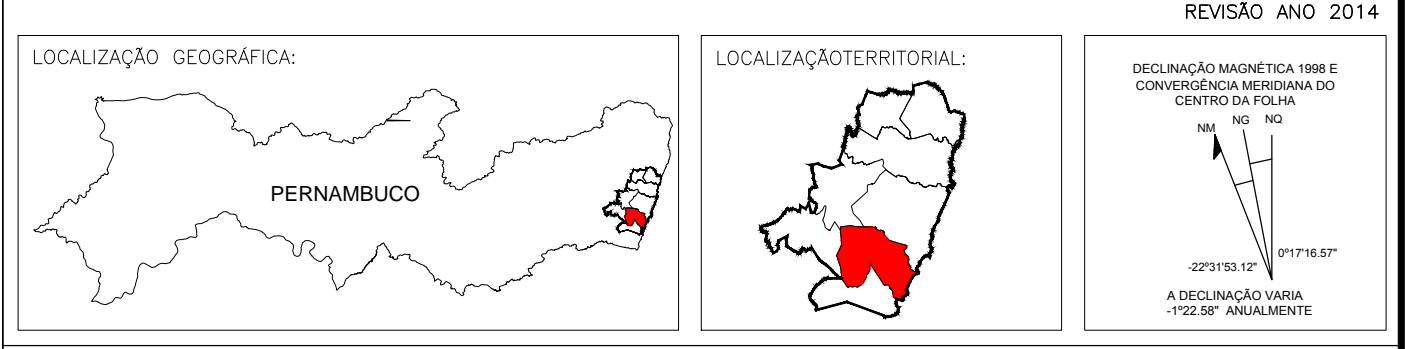 REVISÃO ANO 2014
LOCALIZAÇÃO GEOGRÁFICA:
PERNAMBUCO
LOCALIZAÇÃOTERRITORIAL:
DECLINAÇÃO MAGNÉTICA 1998 E
CONVERGÊNCIA MERIDIANA DO
CENTRO DA FOLHA
NM NG NQ
0º17'16.57"
-22º31'53.12"
A DECLINAÇÃO VARIA
-1º22.58" ANUALMENTE